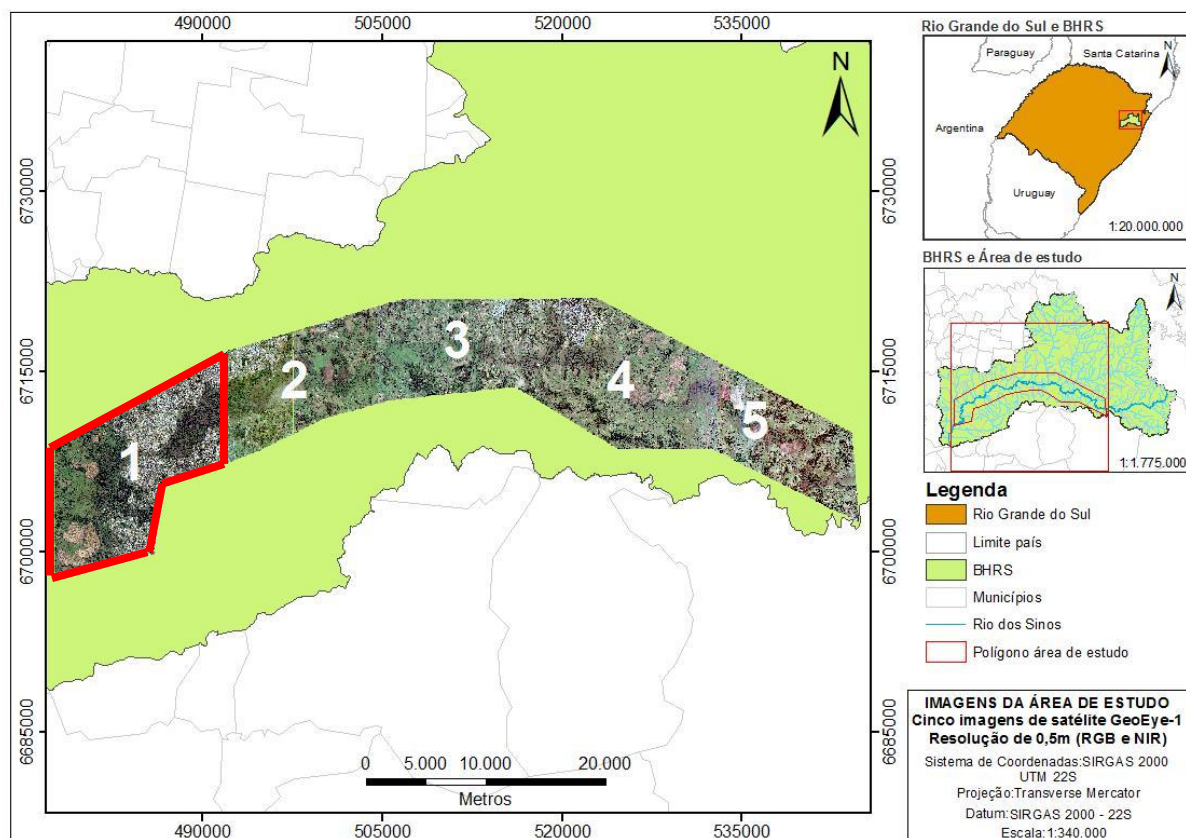 490000 505000 520000 535000
6730000
6715000
6700000
6685000
N
1
2
3
4
5
0 5.000 10.000 20.000
Metros
6730000
6715000
6700000
6685000
490000 505000 520000 535000
Rio Grande do Sul e BHRS
Paraguay
Santa Catarina
N
Argentina
Uruguay
1:20.000.000
BHRS e Área de estudo
N
1:1.775.000
Legenda
Rio Grande do Sul
Limite país
BHRS
Municípios
Rio dos Sinos
Polígono área de estudo
IMAGENS DA ÁREA DE ESTUDO
Cinco imagens de satélite GeoEye-1
Resolução de 0,5m (RGB e NIR)
Sistema de Coordenadas:SIRGAS 2000
UTM 22S
Projeção:Transverse Mercator
Datum:SIRGAS 2000 - 22S
Escala:1:340.000